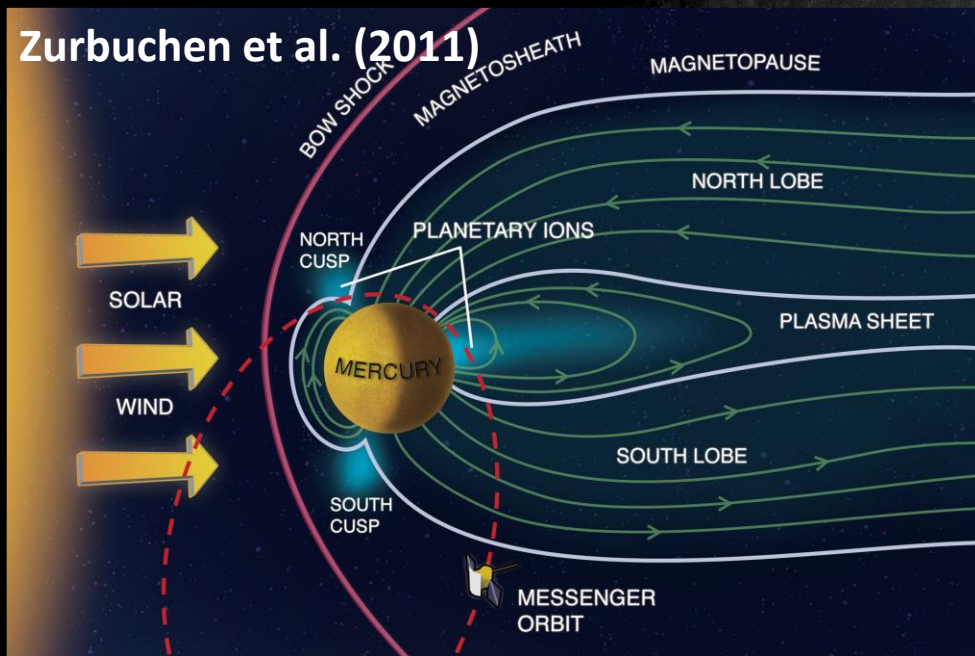 Zurbuchen et al. (2011)
BOW SHOCK
MAGNETOSHEATH
MAGNETOPAUSE
NORTH LOBE
NORTH
CUSP
PLANETARY IONS
SOLAR
WIND
MERCURY
PLASMA SHEET
SOUTH LOBE
SOUTH
CUSP
MESSENGER
ORBIT